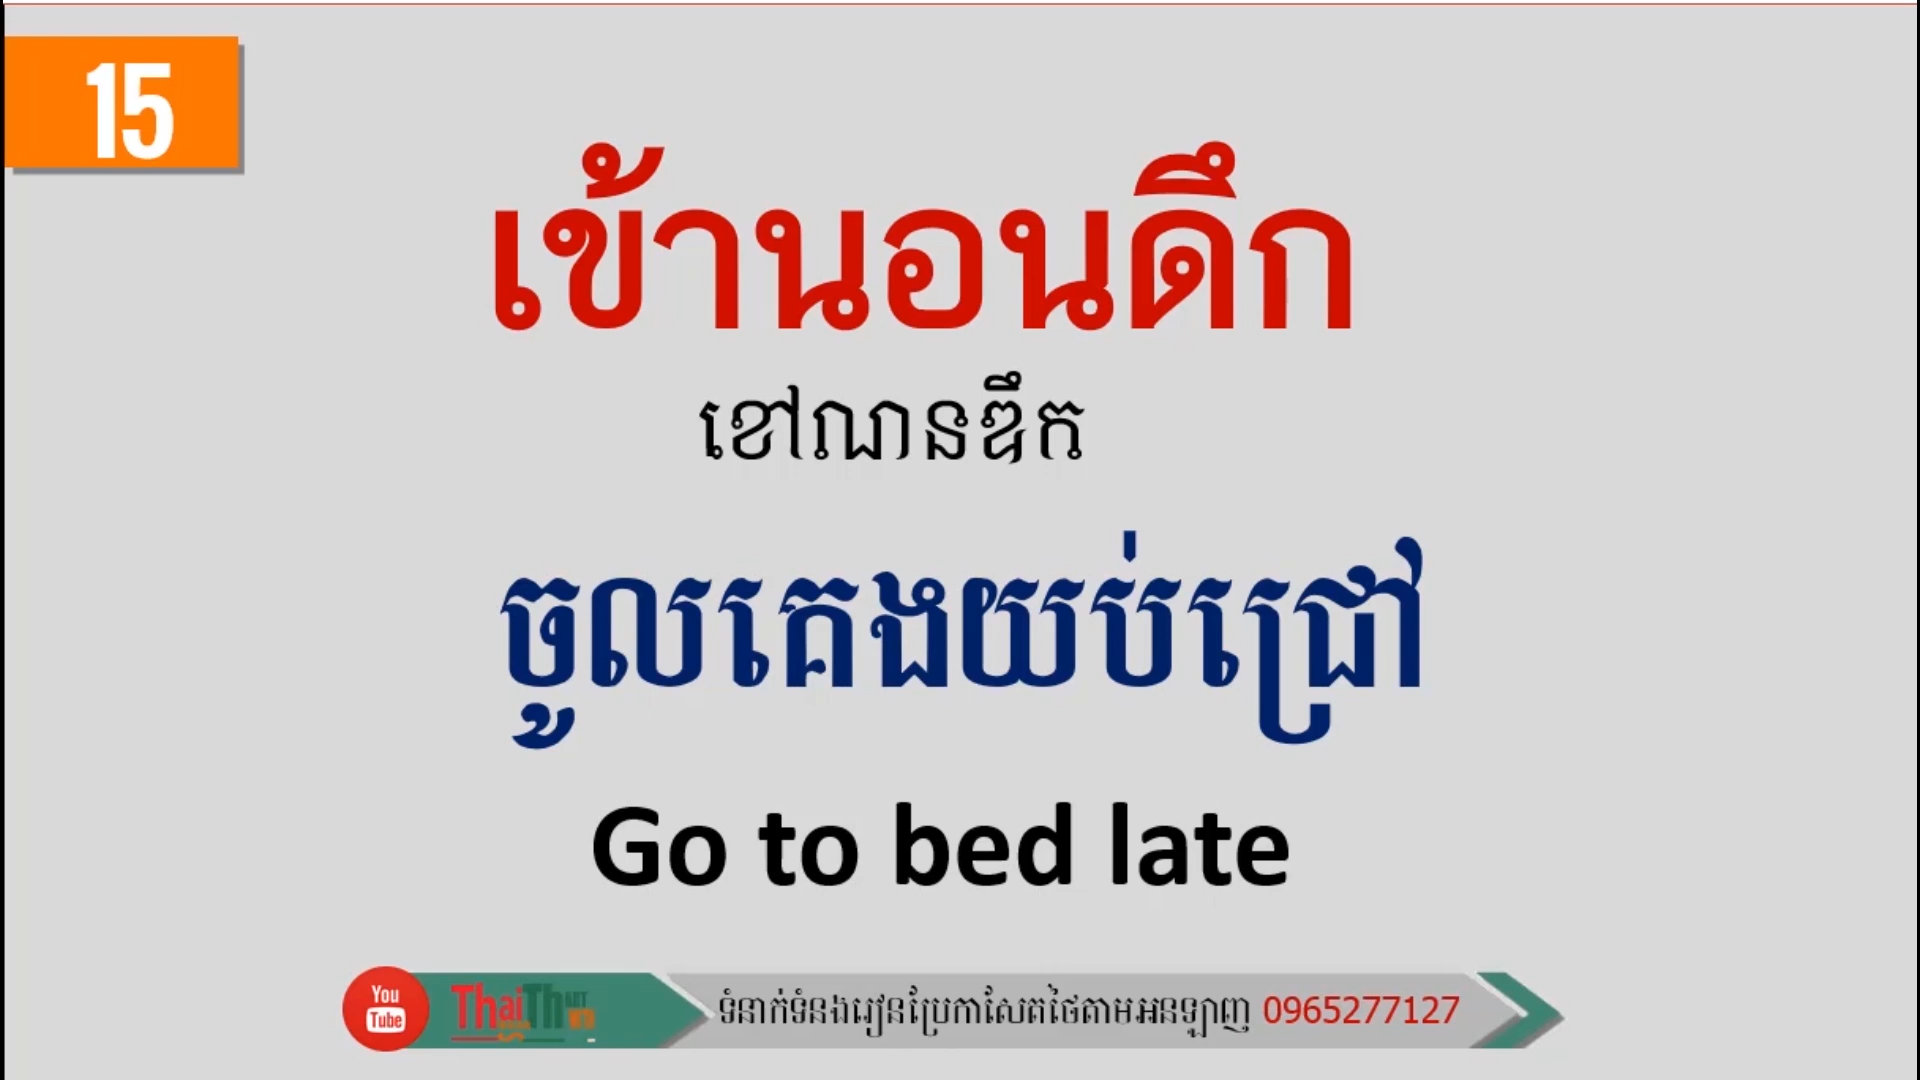 15
เข้านอนดึก
ខៅណនឌឹក
ចូលគេងយប់ជ្រៅ
Go to bed late
You
Tube
ទំនាក់ទំនងរៀនប្រែកាសែតថៃតាមអនឡាញ 0965277127